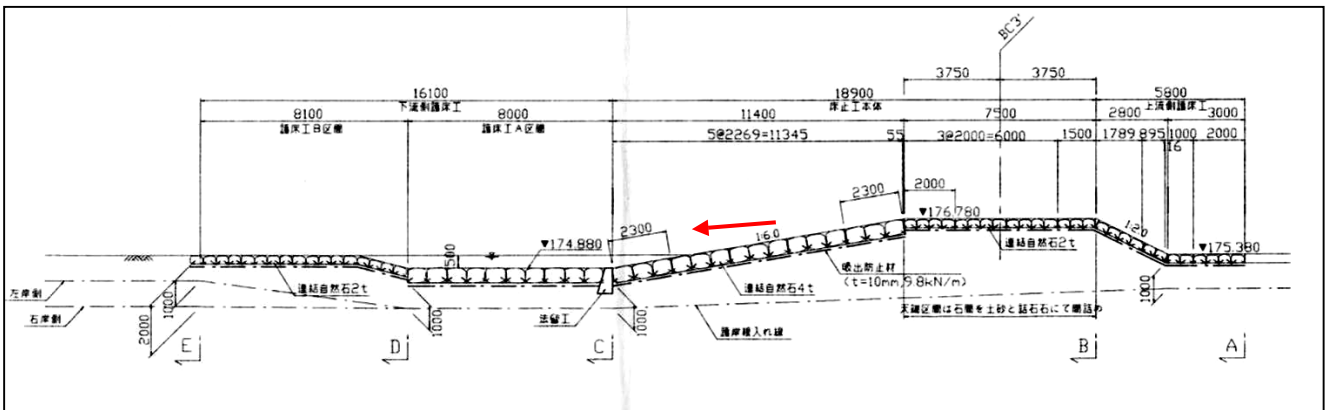 BC3'
3750 3750
16100 18900 5800
下流側護床工 床止工本体 上流側護床工
8100 8000 11400 7500 2800 3000
護床工B区間 護床工A区間
5@2269=11345 55 3@2000=6000 1500 1789 895 1000 2000
16
2300 2000
2300
▼176.780
1:6.0
1:2.0
▼174.880
500
▼175.380
連結自然石2t
吸出防止材
(t=10mm,9.8kN/m)
連結自然石2t
連結自然石4t
左岸側
右岸側
1000
2000
1000
法留工
1000
1000
護岸根入れ線
天端区間は石間を土砂と詰石にて間詰め
E D C B A